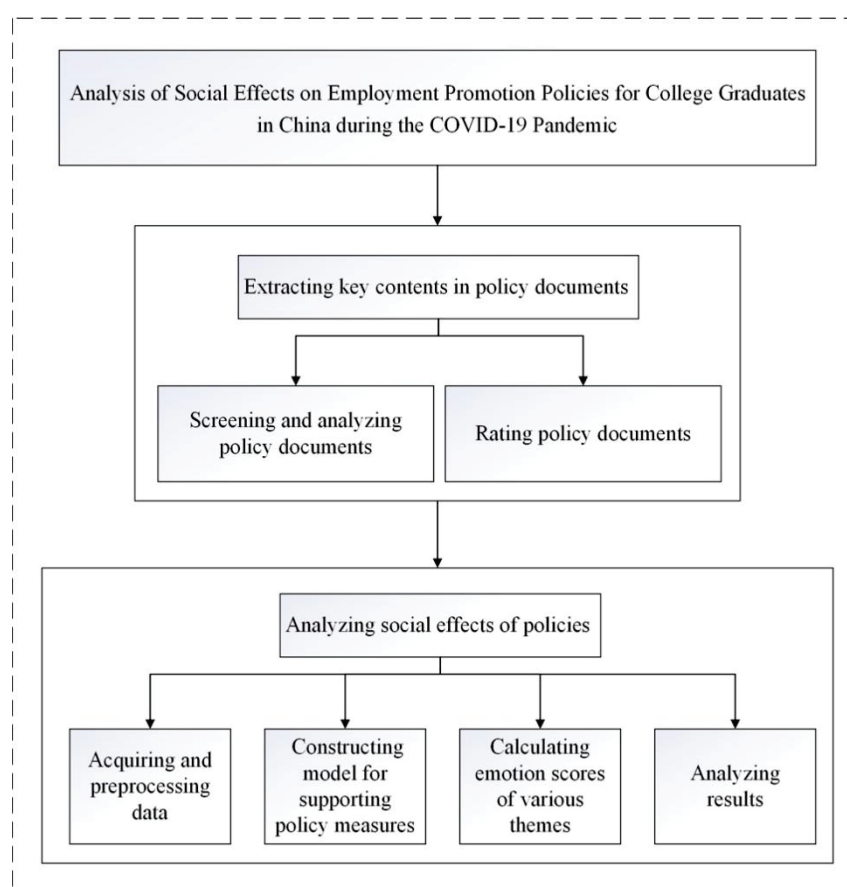 Analysis of Social Effects on Employment Promotion Policies for College Graduates
in China during the COVID-19 Pandemic
Extracting key contents in policy documents
Screening and analyzing
policy documents
Rating policy documents
Analyzing social effects of policies
Acquiring and
preprocessing
data
Constructing
model for
supporting
policy measures
Calculating
emotion scores
of various
themes
Analyzing
results